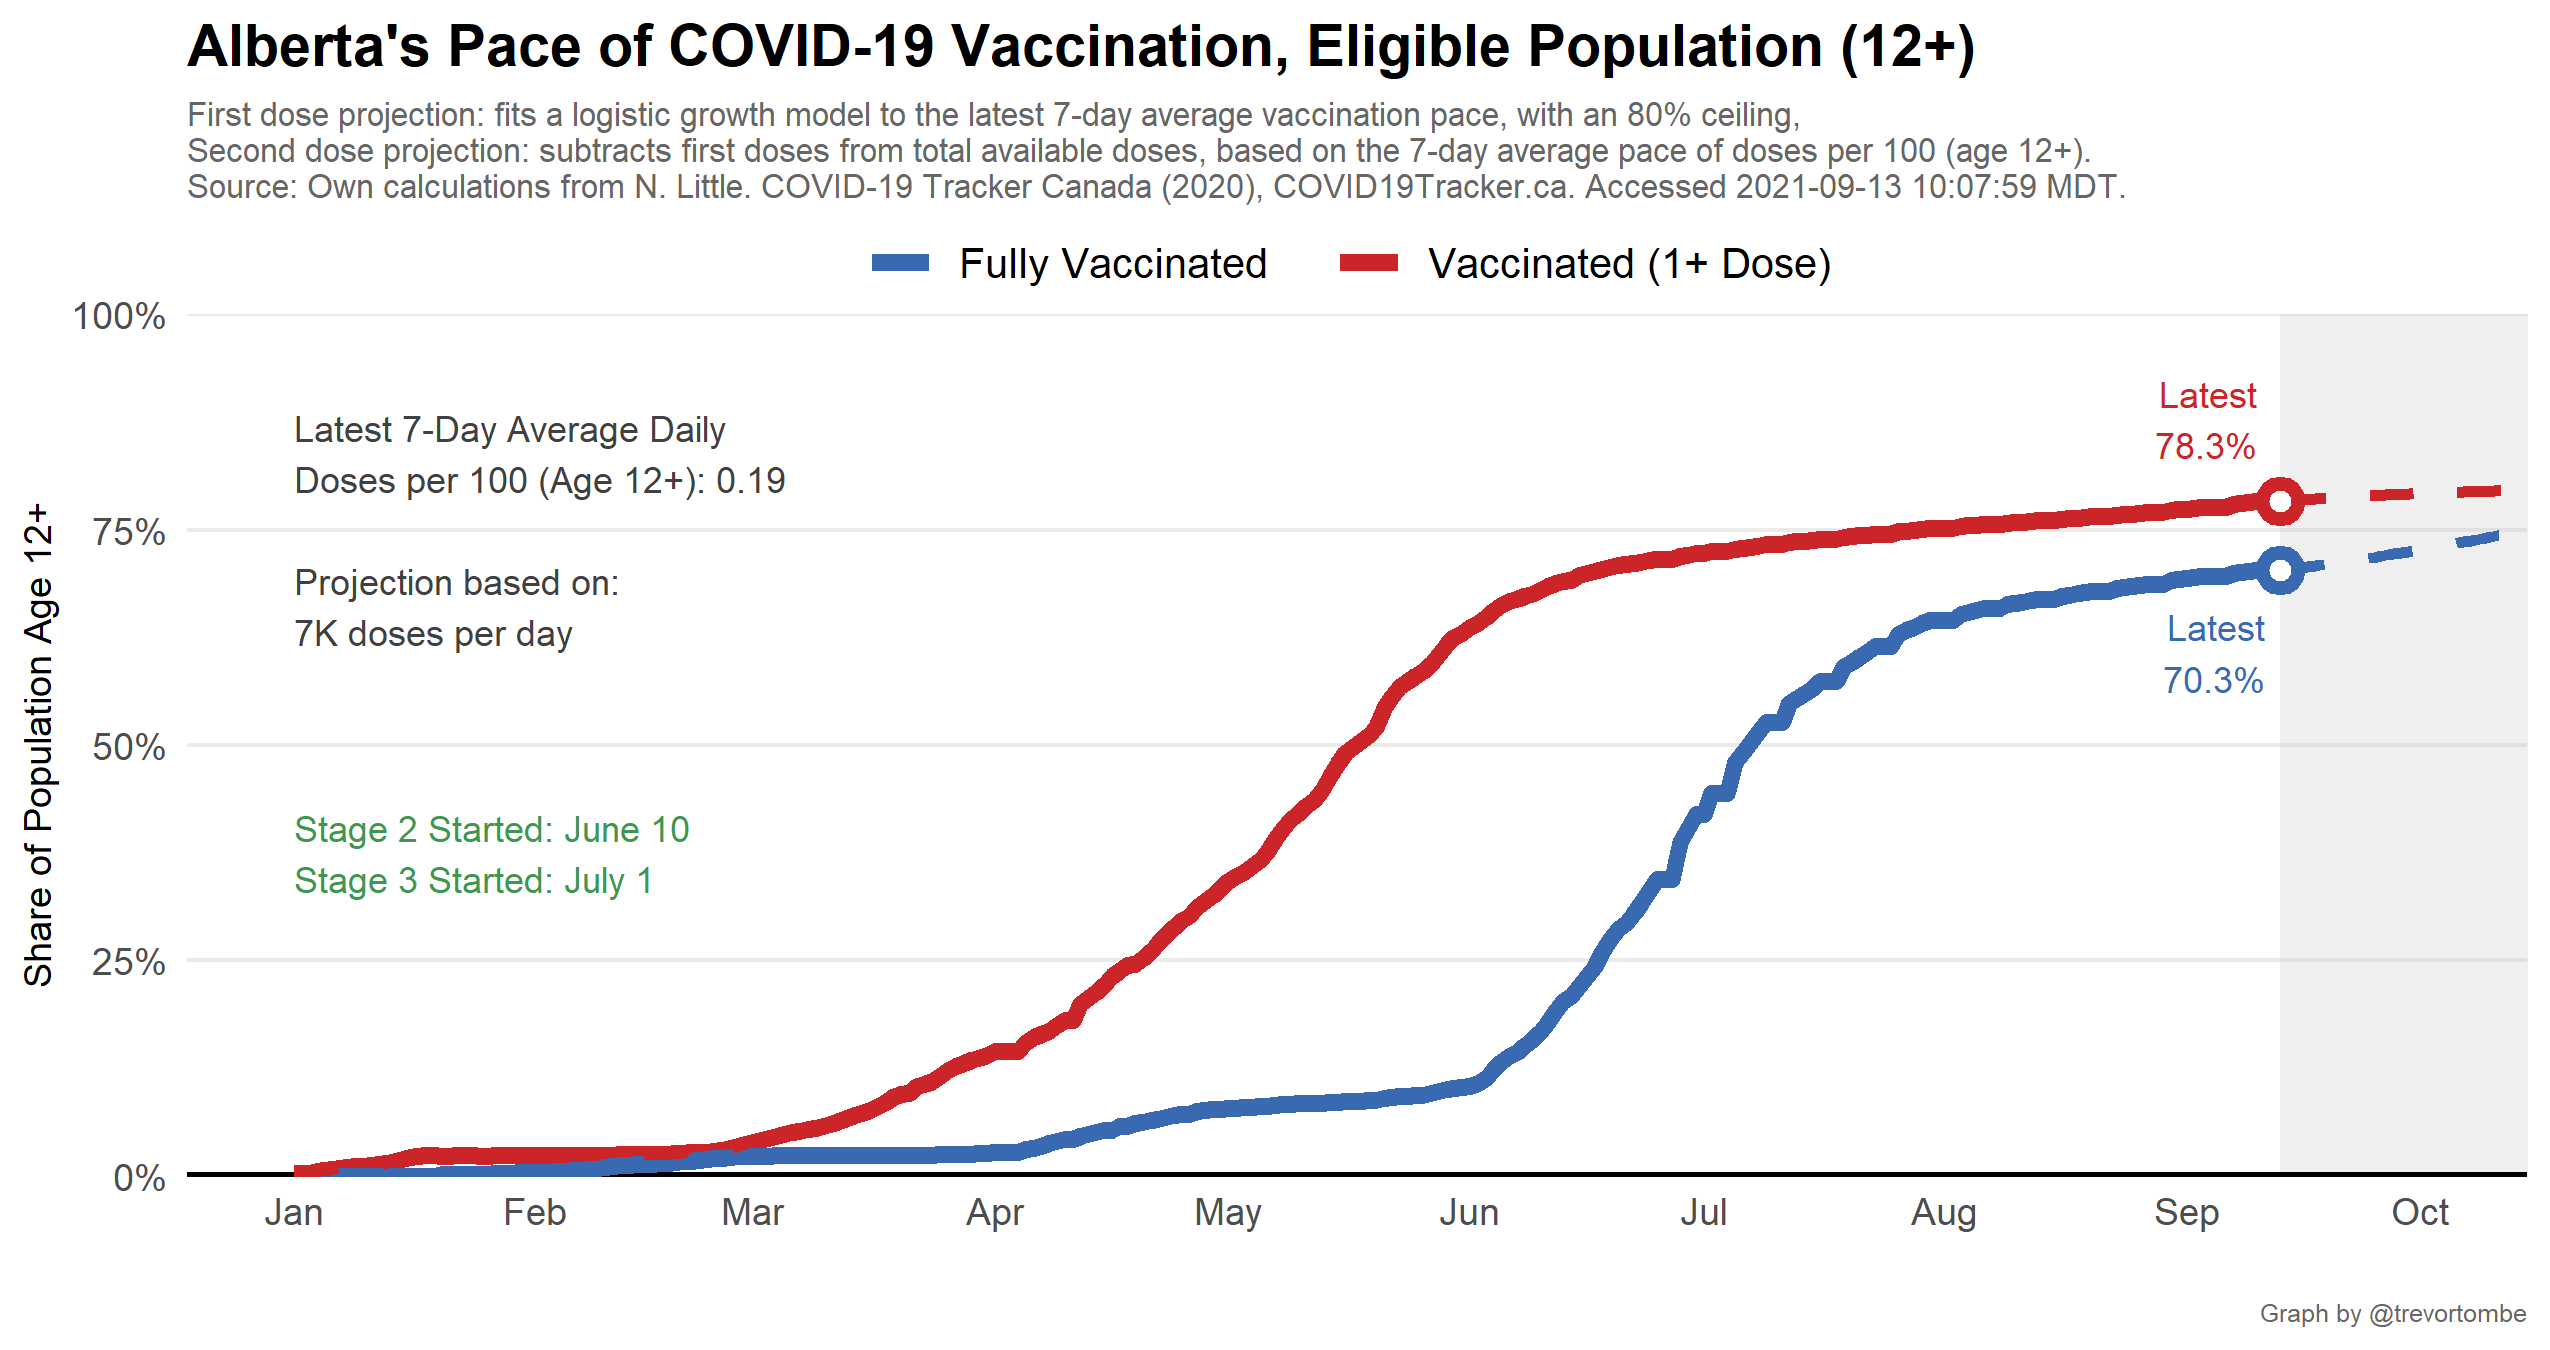 Alberta's Pace of COVID-19 Vaccination, Eligible Population (12+)
First dose projection: fits a logistic growth model to the latest 7-day average vaccination pace, with an 80% ceiling,
Second dose projection: subtracts first doses from total available doses, based on the 7-day average pace of doses per 100 (age 12+).
Source: Own calculations from N. Little. COVID-19 Tracker Canada (2020), COVID19Tracker.ca. Accessed 2021-09-13 10:07:59 MDT.
Fully Vaccinated
Vaccinated (1+ Dose)
Share of Population Age 12+
100%
75%
50%
25%
0%
Latest 7-Day Average Daily
Doses per 100 (Age 12+): 0.19
Projection based on:
7K doses per day
Stage 2 Started: June 10
Stage 3 Started: July 1
Latest
78.3%
Latest
70.3%
Jan
Feb
Mar
Apr
May
Jun
Jul
Aug
Sep
Oct
Graph by @trevortombe